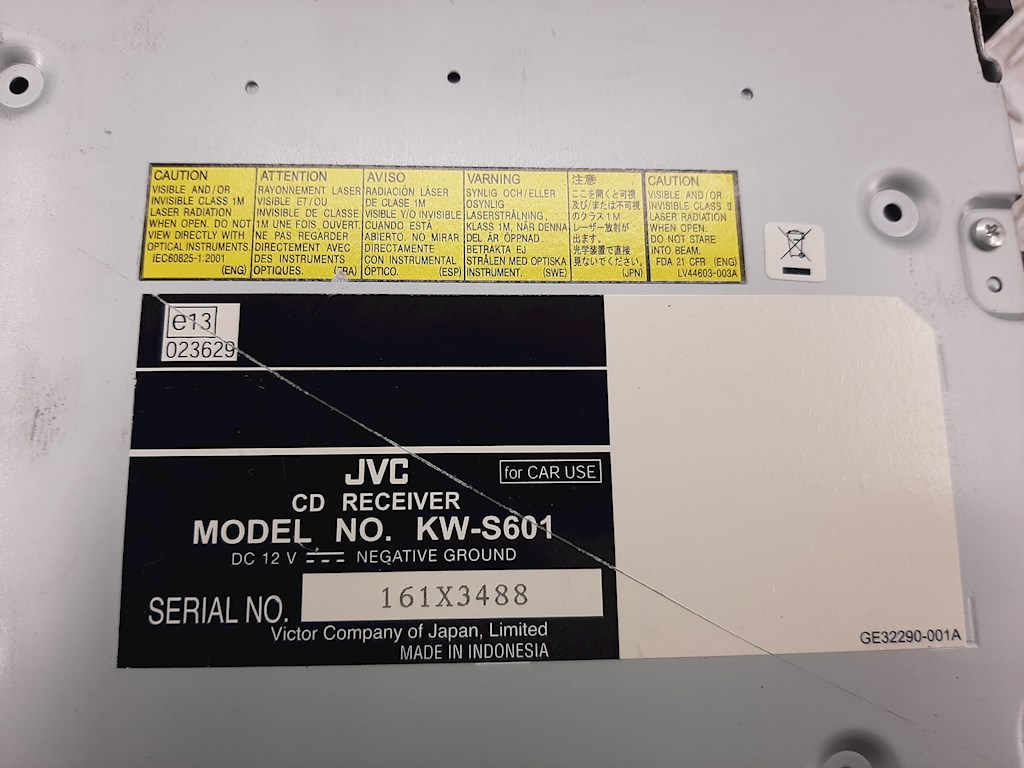 CAUTION
VISIBLE AND/OR
INVISIBLE CLASS 1M
LASER RADIATION
WHEN OPEN. DO NOT
VIEW DIRECTLY WITH
OPTICAL INSTRUMENTS.
IEC60825-1:2001
(ENG)
ATTENTION
RAYONNEMENT LASER
VISIBLE ET/OU
INVISIBLE DE CLASSE
1M UNE FOIS OUVERT.
NE PAS REGARDER
DIRECTEMENT AVEC
DES INSTRUMENTS
OPTIQUES. (FRA)
AVISO
RADIACIÓN LÁSER
DE CLASE 1M
VISIBLE Y/O INVISIBLE
CUANDO ESTÁ
ABIERTO. NO MIRAR
DIRECTAMENTE
CON INSTRUMENTAL
ÓPTICO. (ESP)
VARNING
SYNLIG OCH/ELLER
OSYNLIG
LASERSTRÅLNING,
KLASS 1M, NÄR DENNA
DEL ÄR ÖPPNAD.
BETRAKTA EJ
STRÅLEN MED OPTISKA
INSTRUMENT. (SWE)
注意
ここを開くと可視
及び/または不可視
のクラス1M
レーザー放射が
出ます。
光学装置で直接
見ないでください。
(JPN)
CAUTION
VISIBLE AND/OR
INVISIBLE CLASS II
LASER RADIATION
WHEN OPEN.
DO NOT STARE
INTO BEAM.
FDA 21 CFR (ENG)
LV44603-003A
e13
023629
JVC
for CAR USE
CD RECEIVER
MODEL NO. KW-S601
DC 12 V NEGATIVE GROUND
SERIAL NO. 161X3488
Victor Company of Japan, Limited
MADE IN INDONESIA
GE32290-001A